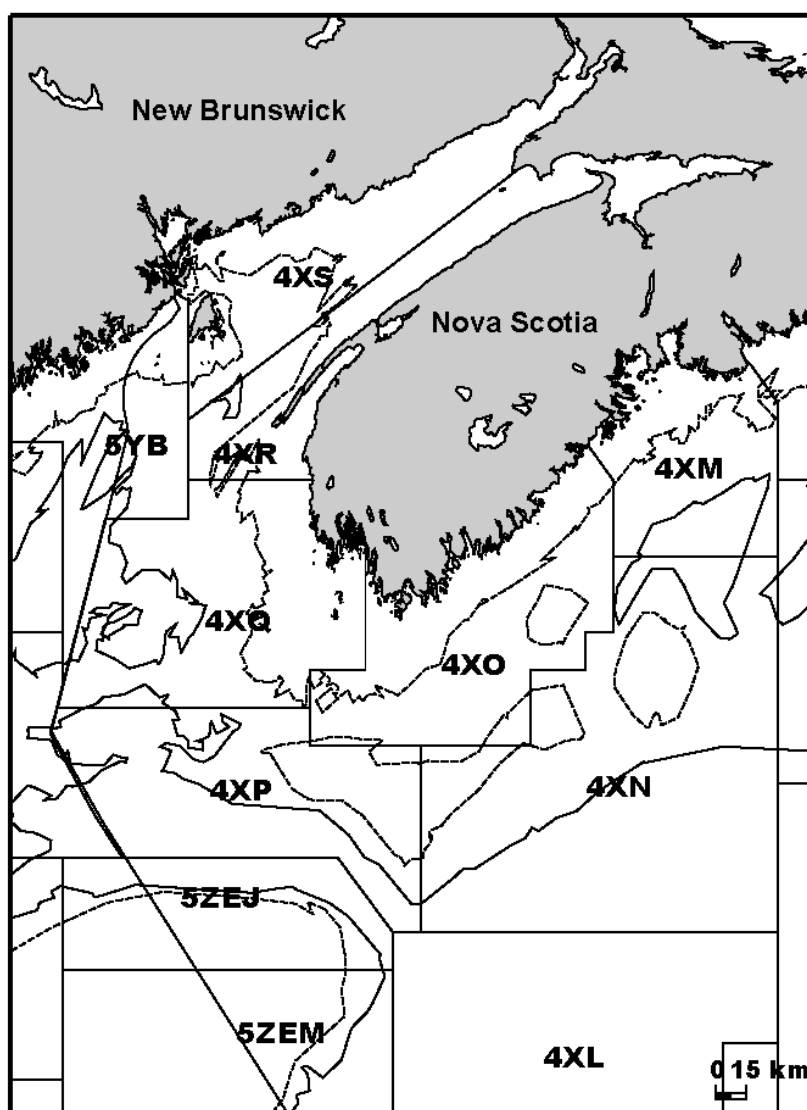 New Brunswick
4XS
Nova Scotia
5YB
4XR
4XM
4XQ
4XO
4XP
4XN
5ZEJ
5ZEM
4XL
0 15 km